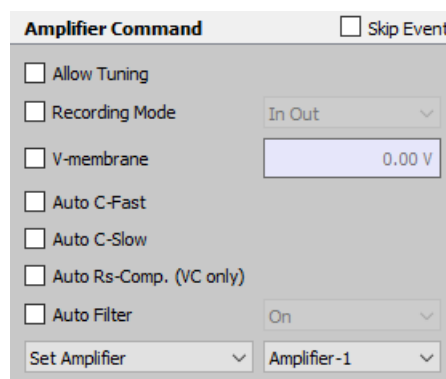 Amplifier Command Skip Event
Allow Tuning
Recording Mode In Out
V-membrane 0.00 V
Auto C-Fast
Auto C-Slow
Auto Rs-Comp. (VC only)
Auto Filter On
Set Amplifier Amplifier-1